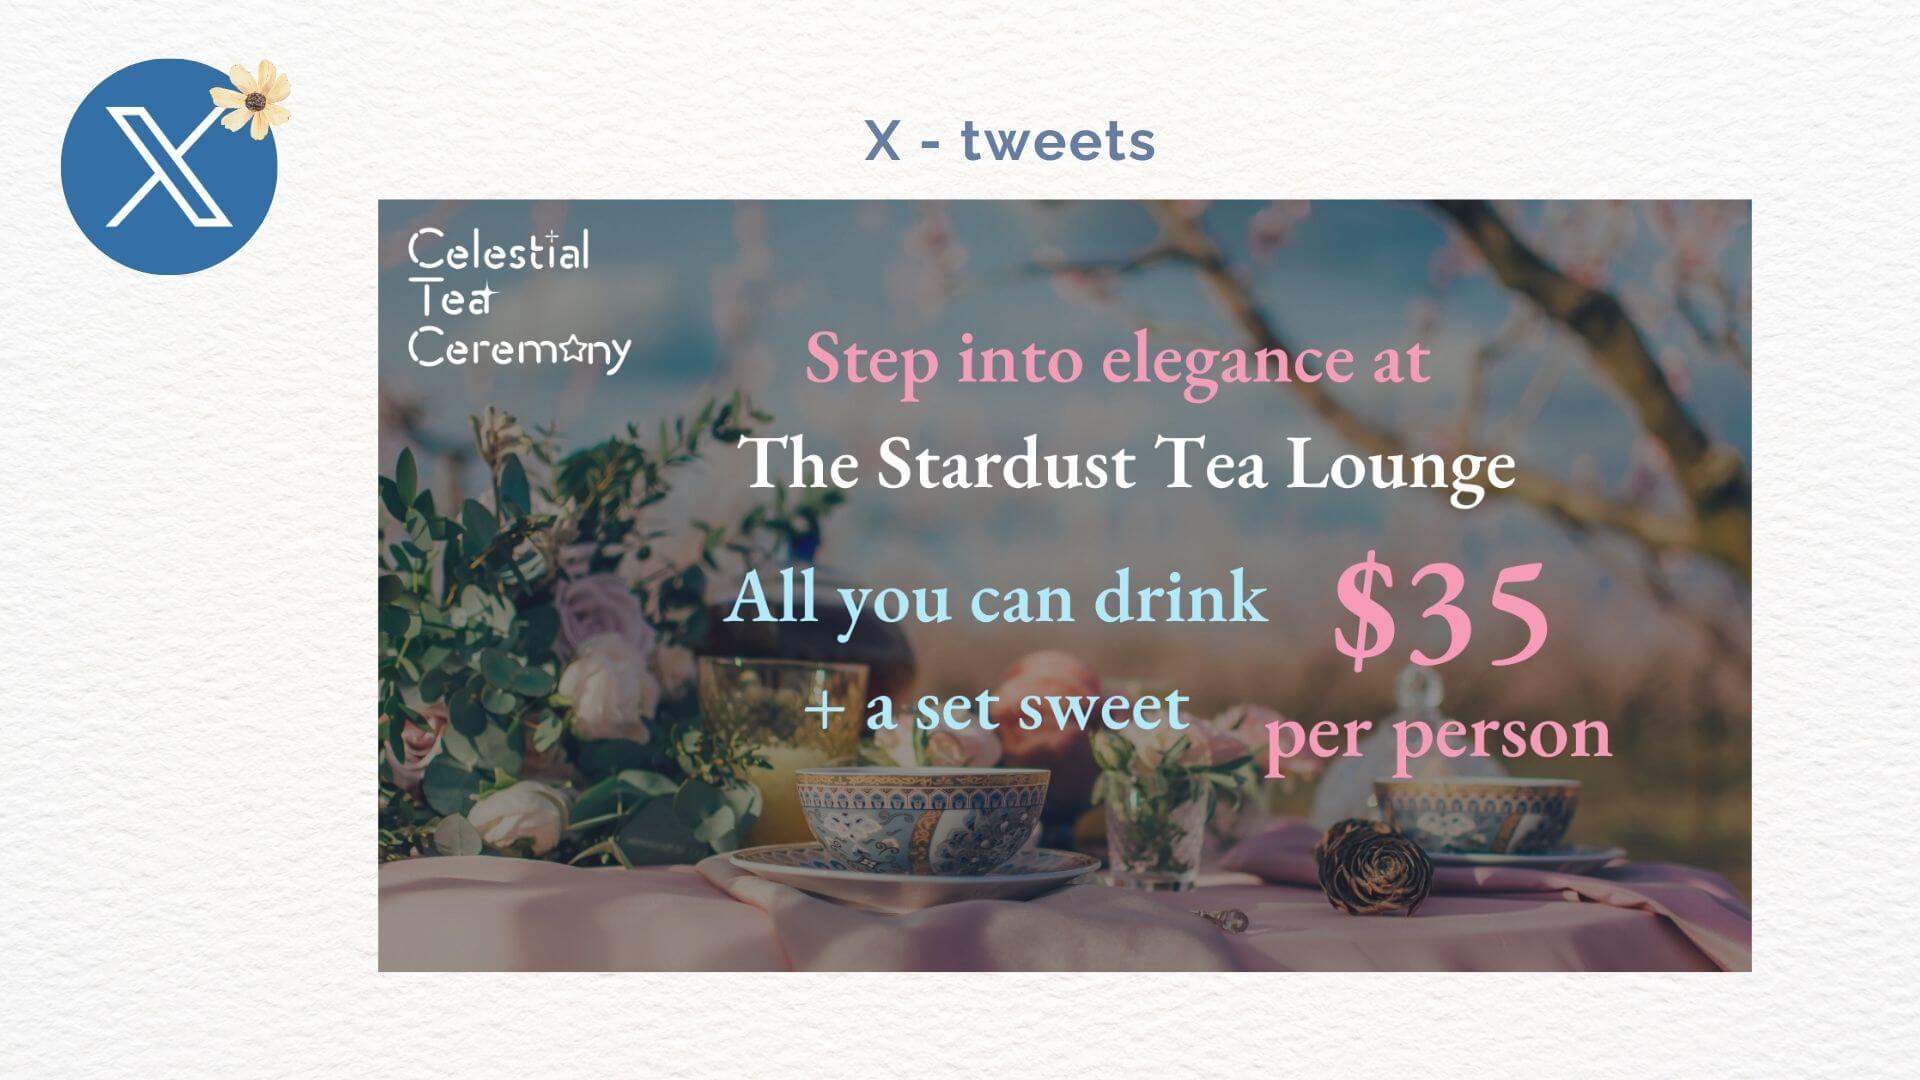 X - tweets
Celestial
Tea
Ceremony
Step into elegance at
The Stardust Tea Lounge
All you can drink
+ a set sweet
$35
per person